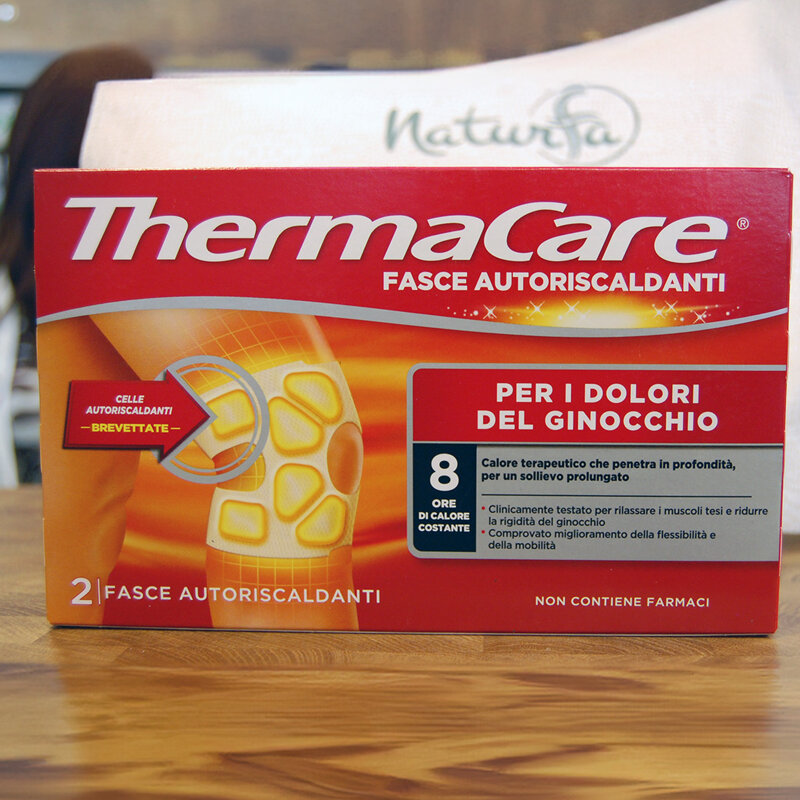 Naturfa
ThermaCare®
FASCE AUTORISCALDANTI
CELLE
AUTORISCALDANTI
BREVETTATE
PER I DOLORI
DEL GINOCCHIO
8
ORE
DI CALORE
COSTANTE
Calore terapeutico che penetra in profondità,
per un sollievo prolungato
• Clinicamente testato per rilassare i muscoli tesi e ridurre
la rigidità del ginocchio
• Comprovato miglioramento della flessibilità e
della mobilità
2 | FASCE AUTORISCALDANTI
NON CONTIENE FARMACI